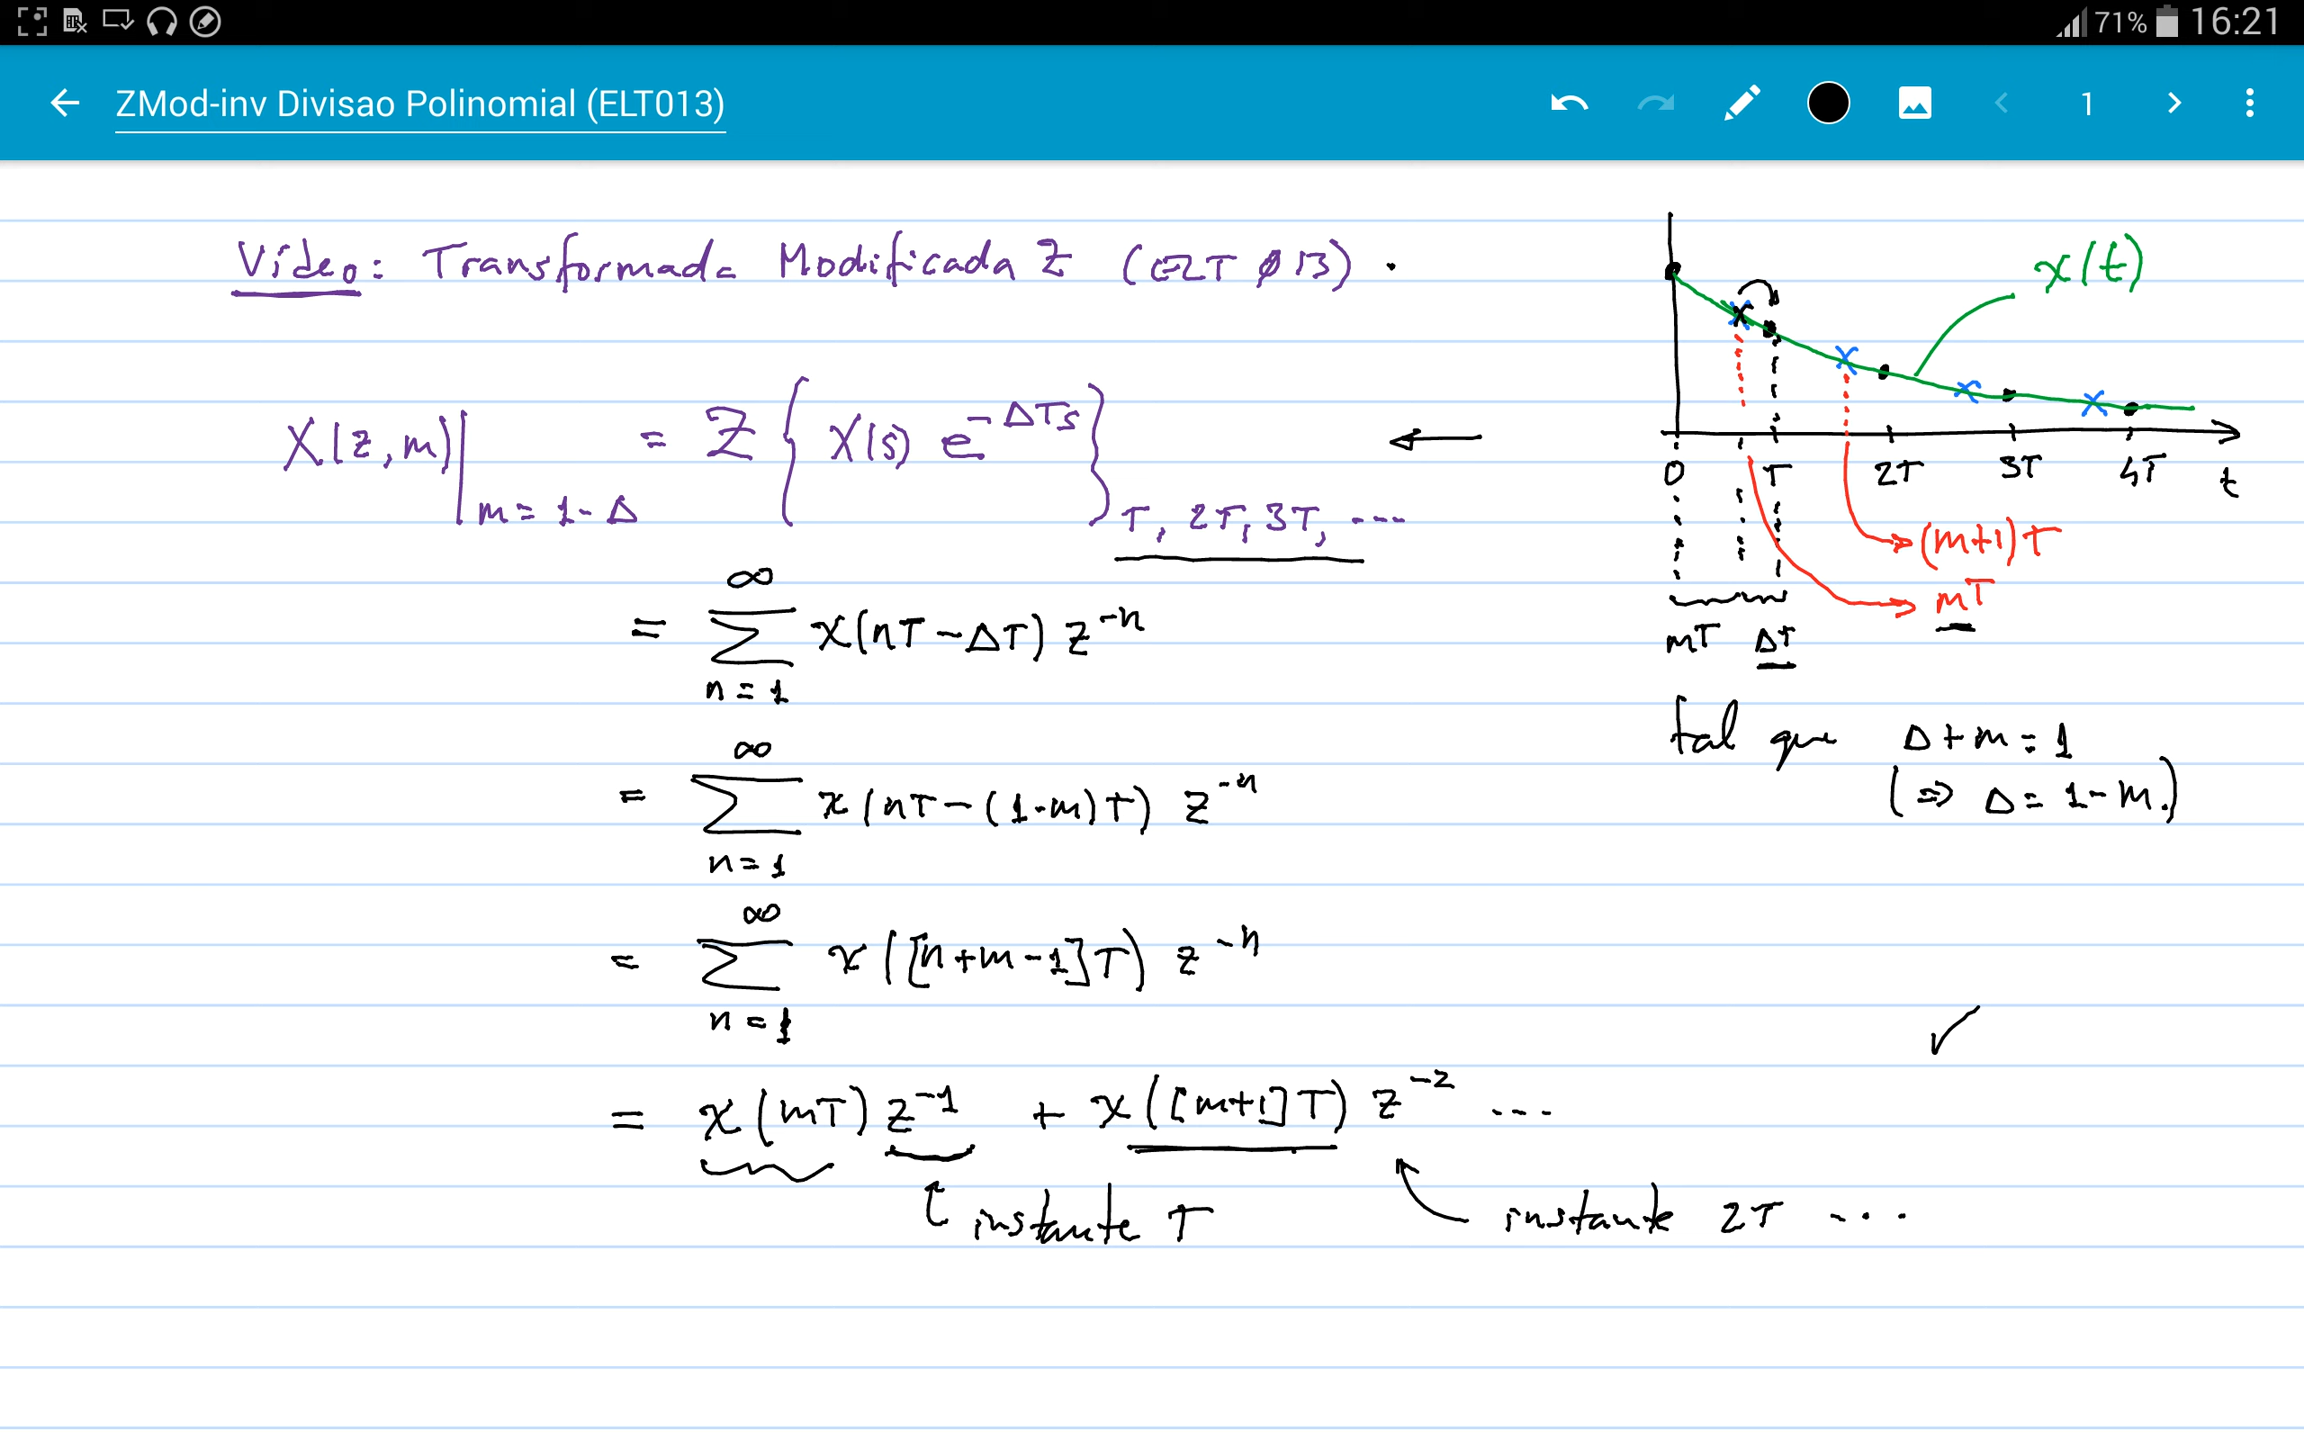 71% 16:21
ZMod-inv Divisao Polinomial (ELT013) 1
Vídeo: Transformada Modificada Z (ELT Ø13).
X(z,m)|m=1-Δ = Z{X(s) e^-ΔTs}T, 2T, 3T, ...
= ∑n=1^∞ x(nT-ΔT) z^-n
= ∑n=1^∞ x(nT-(1-m)T) z^-n
= ∑n=1^∞ x([n+m-1]T) z^-n
= x(mT) z^-1 + x([m+1]T) z^-2 ...
instante T instante 2T ...
x(t)
0 T 2T 3T 4T t
(m+1)T
mT
mT ΔT
tal que Δ+m=1
(⇒ Δ=1-m.)